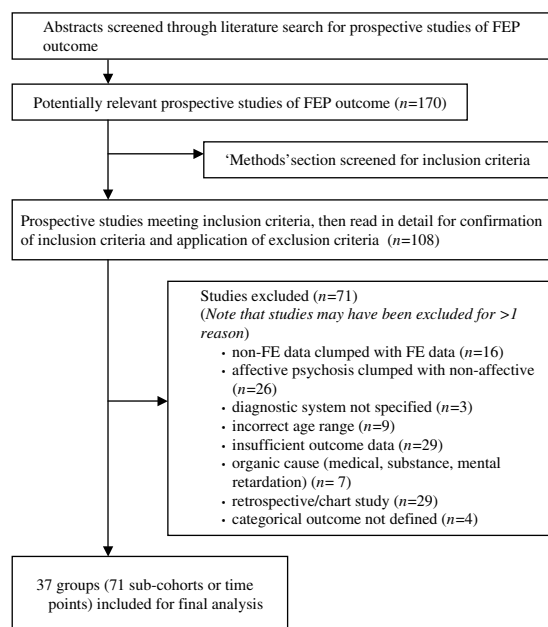 Abstracts screened through literature search for prospective studies of FEP
outcome
Potentially relevant prospective studies of FEP outcome (n=170)
‘Methods’section screened for inclusion criteria
Prospective studies meeting inclusion criteria, then read in detail for confirmation
of inclusion criteria and application of exclusion criteria (n=108)
Studies excluded (n=71)
(Note that studies may have been excluded for >1
reason)
• non-FE data clumped with FE data (n=16)
• affective psychosis clumped with non-affective
(n=26)
• diagnostic system not specified (n=3)
• incorrect age range (n=9)
• insufficient outcome data (n=29)
• organic cause (medical, substance, mental
retardation) (n= 7)
• retrospective/chart study (n=29)
• categorical outcome not defined (n=4)
37 groups (71 sub-cohorts or time
points) included for final analysis